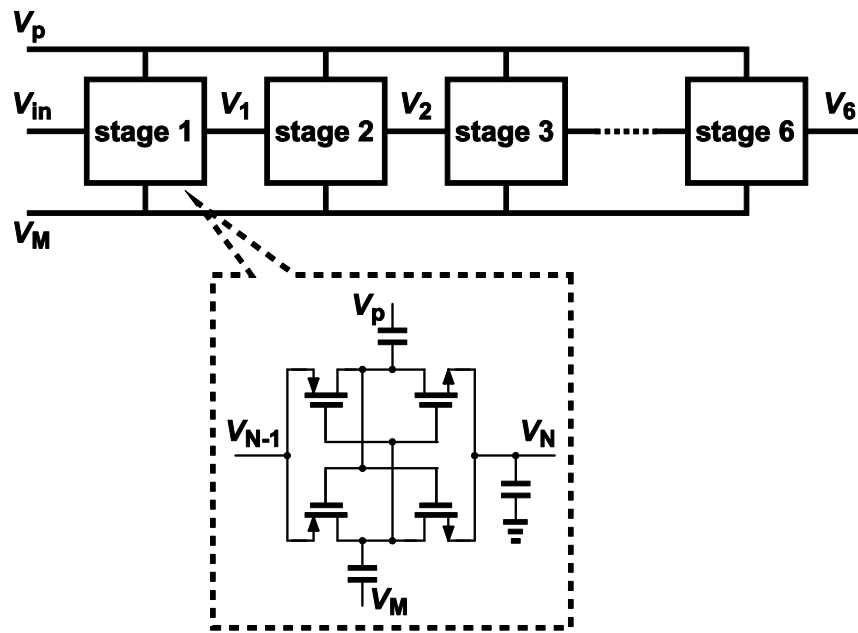 Vp
Vin
stage 1
V1
stage 2
V2
stage 3
stage 6
V6
VM
Vp
VN-1
VN
VM